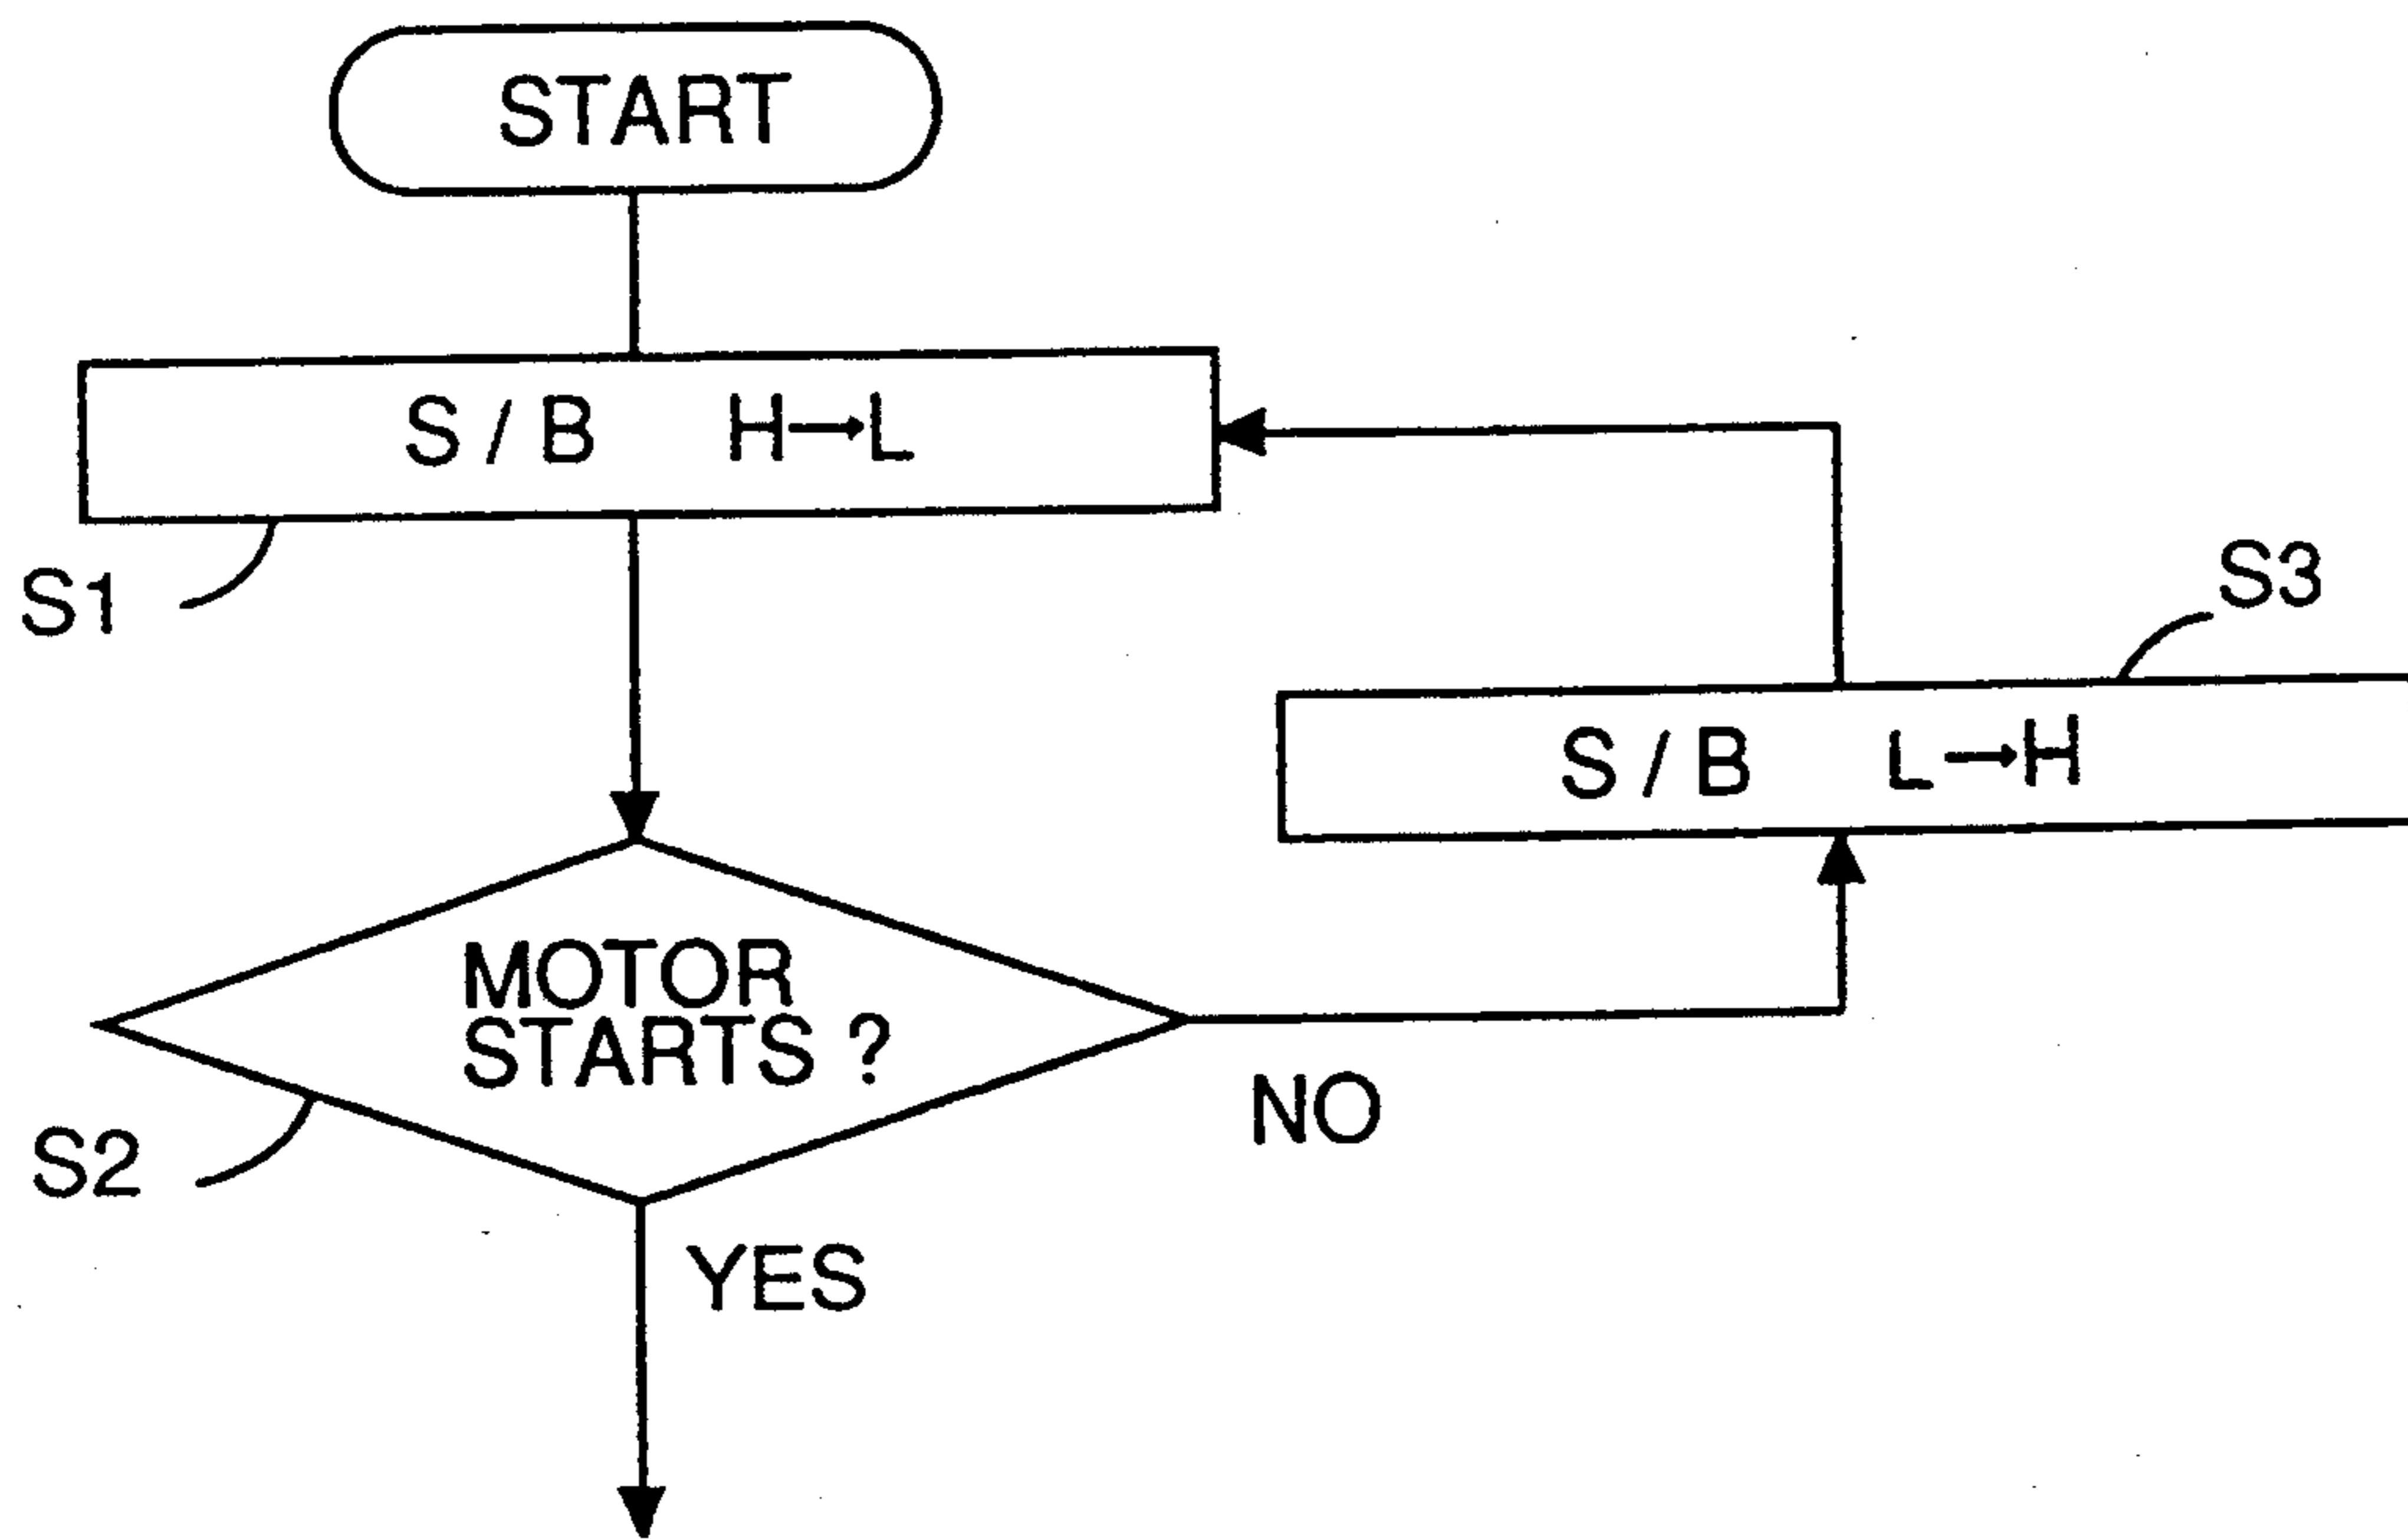 START
S / B H→L
S1
S3
S / B L→H
MOTOR
STARTS ?
NO
S2
YES